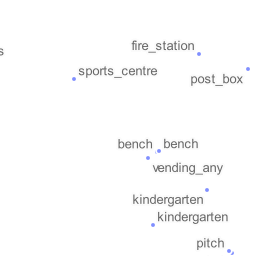 fire_station
s
sports_centre
post_box
bench bench
vending_any
kindergarten
kindergarten
pitch